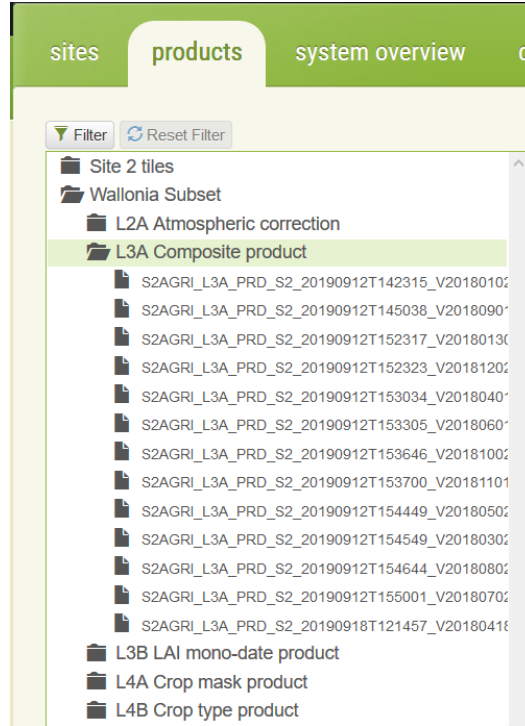 sites products system overview
Filter Reset Filter
Site 2 tiles
Wallonia Subset
L2A Atmospheric correction
L3A Composite product
S2AGRI_L3A_PRD_S2_20190912T142315_V20180102
S2AGRI_L3A_PRD_S2_20190912T145038_V20180901
S2AGRI_L3A_PRD_S2_20190912T152317_V20180130
S2AGRI_L3A_PRD_S2_20190912T152323_V20181202
S2AGRI_L3A_PRD_S2_20190912T153034_V20180401
S2AGRI_L3A_PRD_S2_20190912T153305_V20180601
S2AGRI_L3A_PRD_S2_20190912T153646_V20181002
S2AGRI_L3A_PRD_S2_20190912T153700_V20181101
S2AGRI_L3A_PRD_S2_20190912T154449_V20180502
S2AGRI_L3A_PRD_S2_20190912T154549_V20180302
S2AGRI_L3A_PRD_S2_20190912T154644_V20180802
S2AGRI_L3A_PRD_S2_20190912T155001_V20180702
S2AGRI_L3A_PRD_S2_20190918T121457_V20180418
L3B LAI mono-date product
L4A Crop mask product
L4B Crop type product